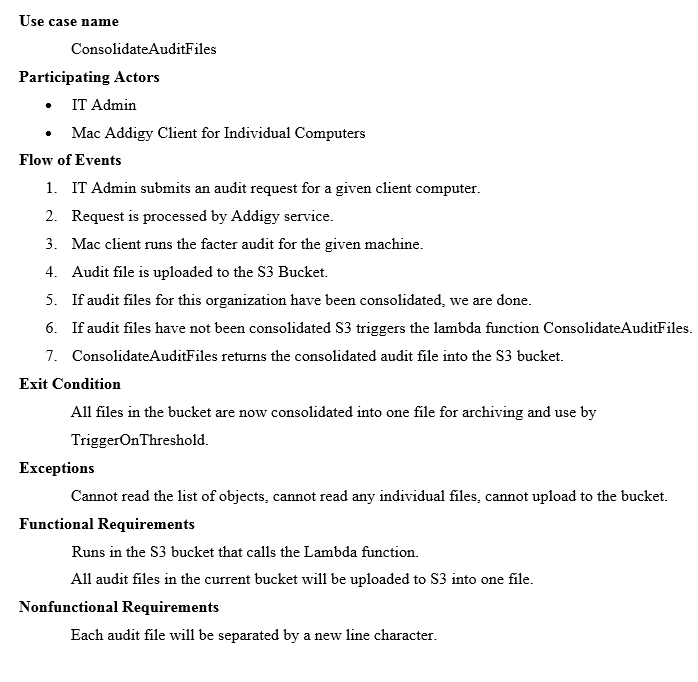 Use case name
ConsolidateAuditFiles
Participating Actors
• IT Admin
• Mac Addigy Client for Individual Computers
Flow of Events
1. IT Admin submits an audit request for a given client computer.
2. Request is processed by Addigy service.
3. Mac client runs the facter audit for the given machine.
4. Audit file is uploaded to the S3 Bucket.
5. If audit files for this organization have been consolidated, we are done.
6. If audit files have not been consolidated S3 triggers the lambda function ConsolidateAuditFiles.
7. ConsolidateAuditFiles returns the consolidated audit file into the S3 bucket.
Exit Condition
All files in the bucket are now consolidated into one file for archiving and use by
TriggerOnThreshold.
Exceptions
Cannot read the list of objects, cannot read any individual files, cannot upload to the bucket.
Functional Requirements
Runs in the S3 bucket that calls the Lambda function.
All audit files in the current bucket will be uploaded to S3 into one file.
Nonfunctional Requirements
Each audit file will be separated by a new line character.